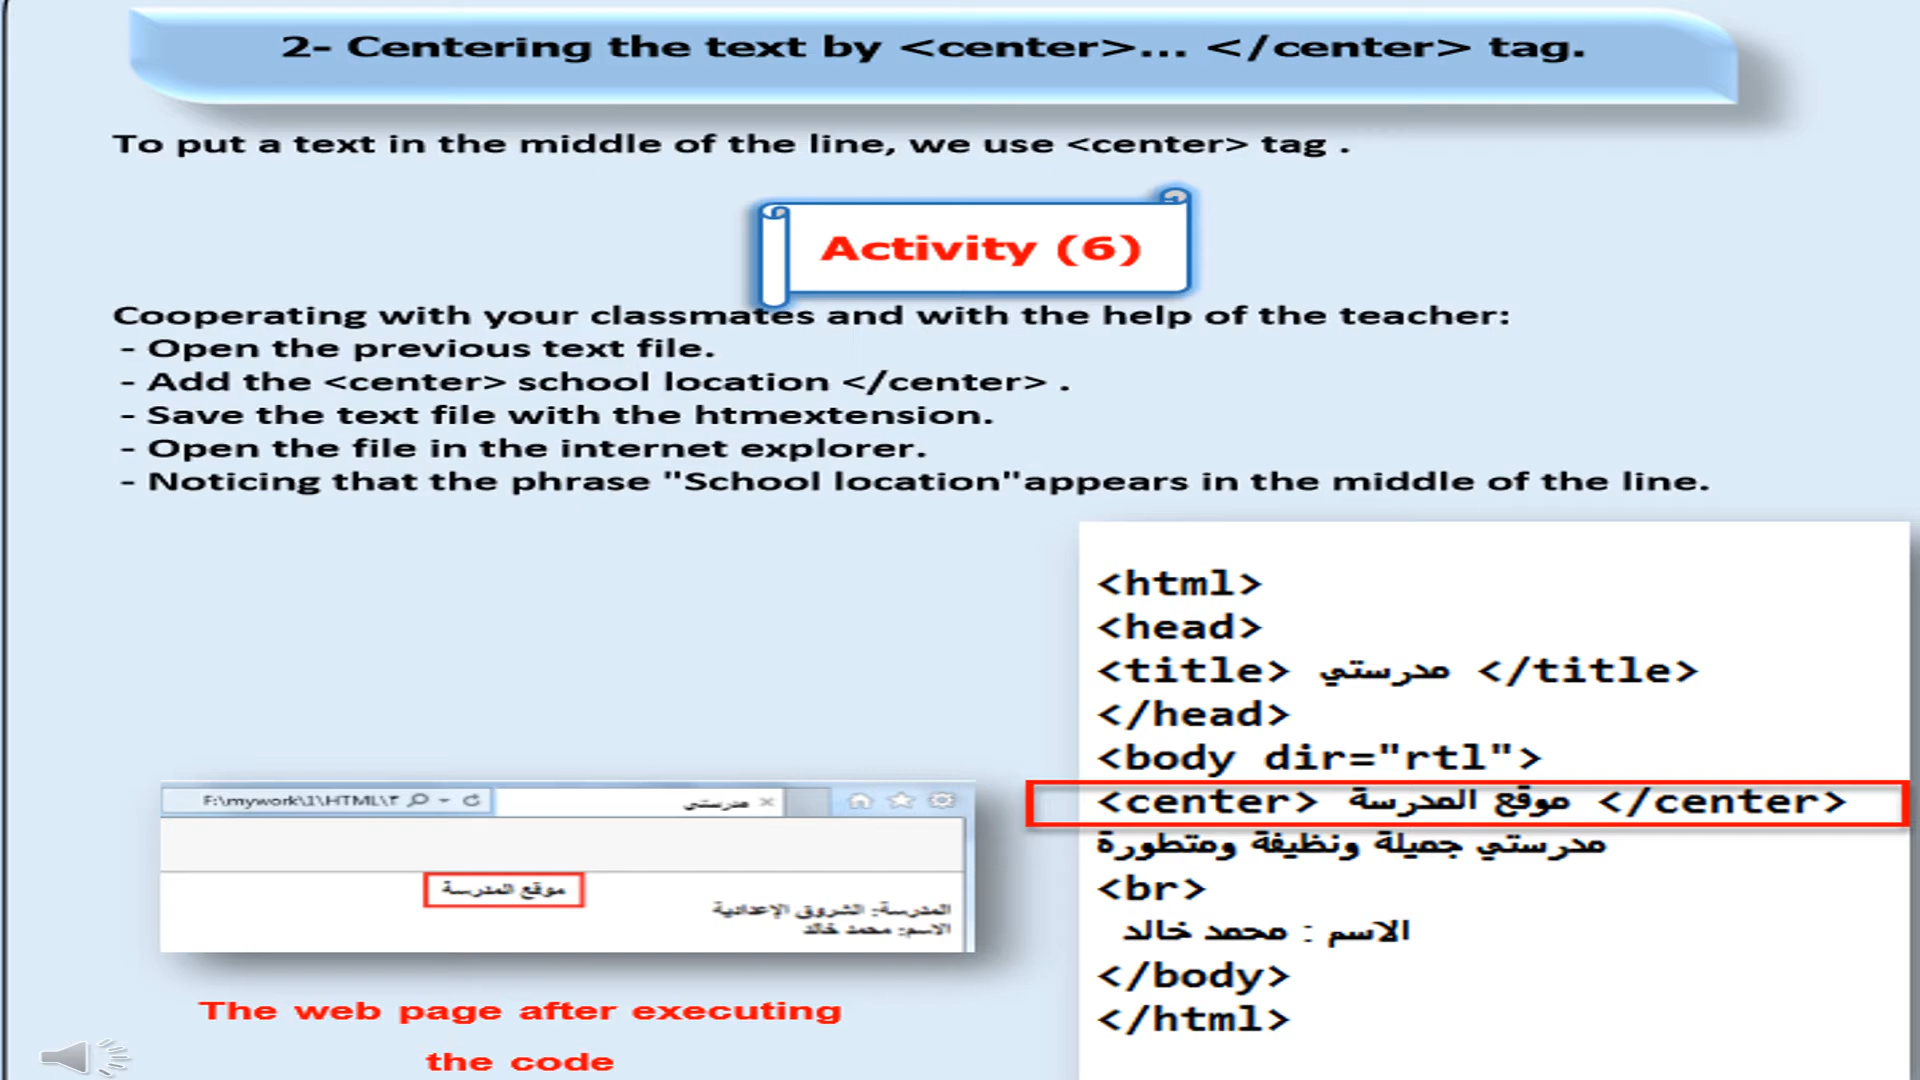 2- Centering the text by <center>... </center> tag.
To put a text in the middle of the line, we use <center> tag .
Activity (6)
Cooperating with your classmates and with the help of the teacher:
- Open the previous text file.
- Add the <center> school location </center> .
- Save the text file with the htmextension.
- Open the file in the internet explorer.
- Noticing that the phrase "School location"appears in the middle of the line.
<html>
<head>
<title> مدرستي </title>
</head>
<body dir="rtl">
<center> موقع المدرسة </center>
مدرستي جميلة ونظيفة ومتطورة
<br>
الاسم : محمد خالد
</body>
</html>
F:\mywork\1\HTML\٣
مدرستي
موقع المدرسة
المدرسة: الشروق الإعدادية
الاسم: محمد خالد
The web page after executing
the code